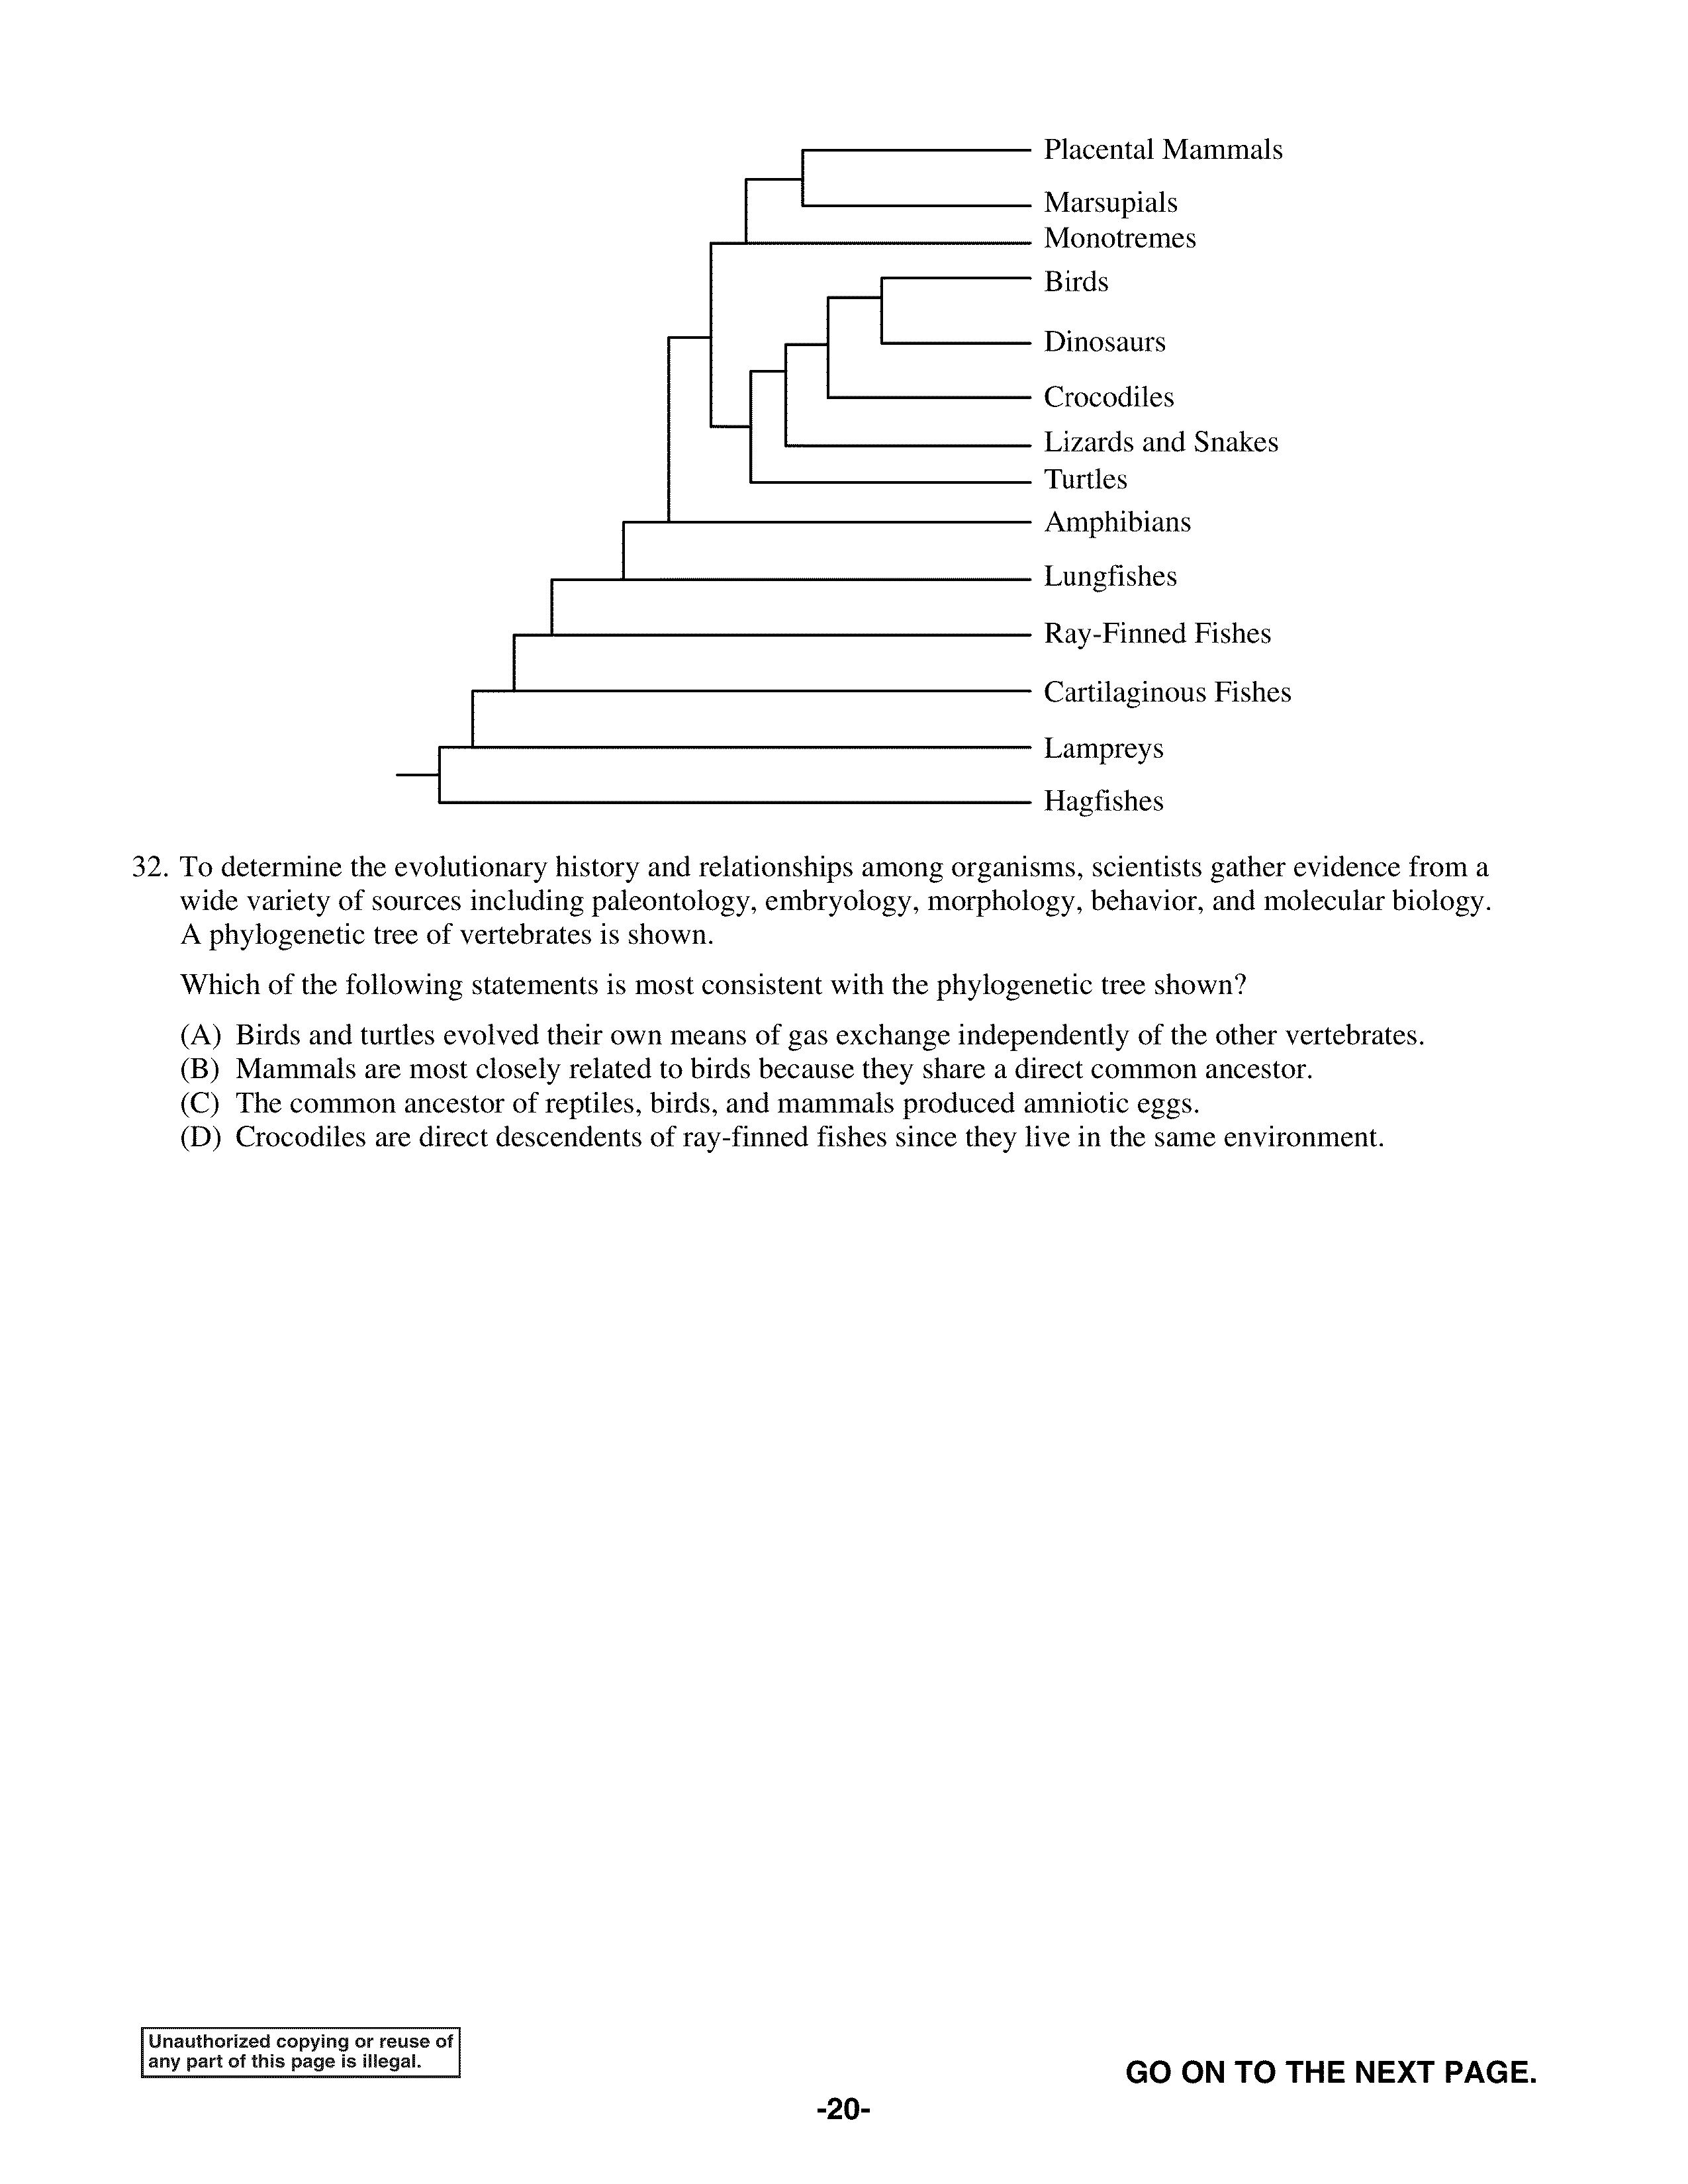 Placental Mammals
Marsupials
Monotremes
Birds
Dinosaurs
Crocodiles
Lizards and Snakes
Turtles
Amphibians
Lungfishes
Ray-Finned Fishes
Cartilaginous Fishes
Lampreys
Hagfishes
32. To determine the evolutionary history and relationships among organisms, scientists gather evidence from a
wide variety of sources including paleontology, embryology, morphology, behavior, and molecular biology.
A phylogenetic tree of vertebrates is shown.
Which of the following statements is most consistent with the phylogenetic tree shown?
(A) Birds and turtles evolved their own means of gas exchange independently of the other vertebrates.
(B) Mammals are most closely related to birds because they share a direct common ancestor.
(C) The common ancestor of reptiles, birds, and mammals produced amniotic eggs.
(D) Crocodiles are direct descendents of ray-finned fishes since they live in the same environment.
Unauthorized copying or reuse of
any part of this page is illegal.
GO ON TO THE NEXT PAGE.
-20-